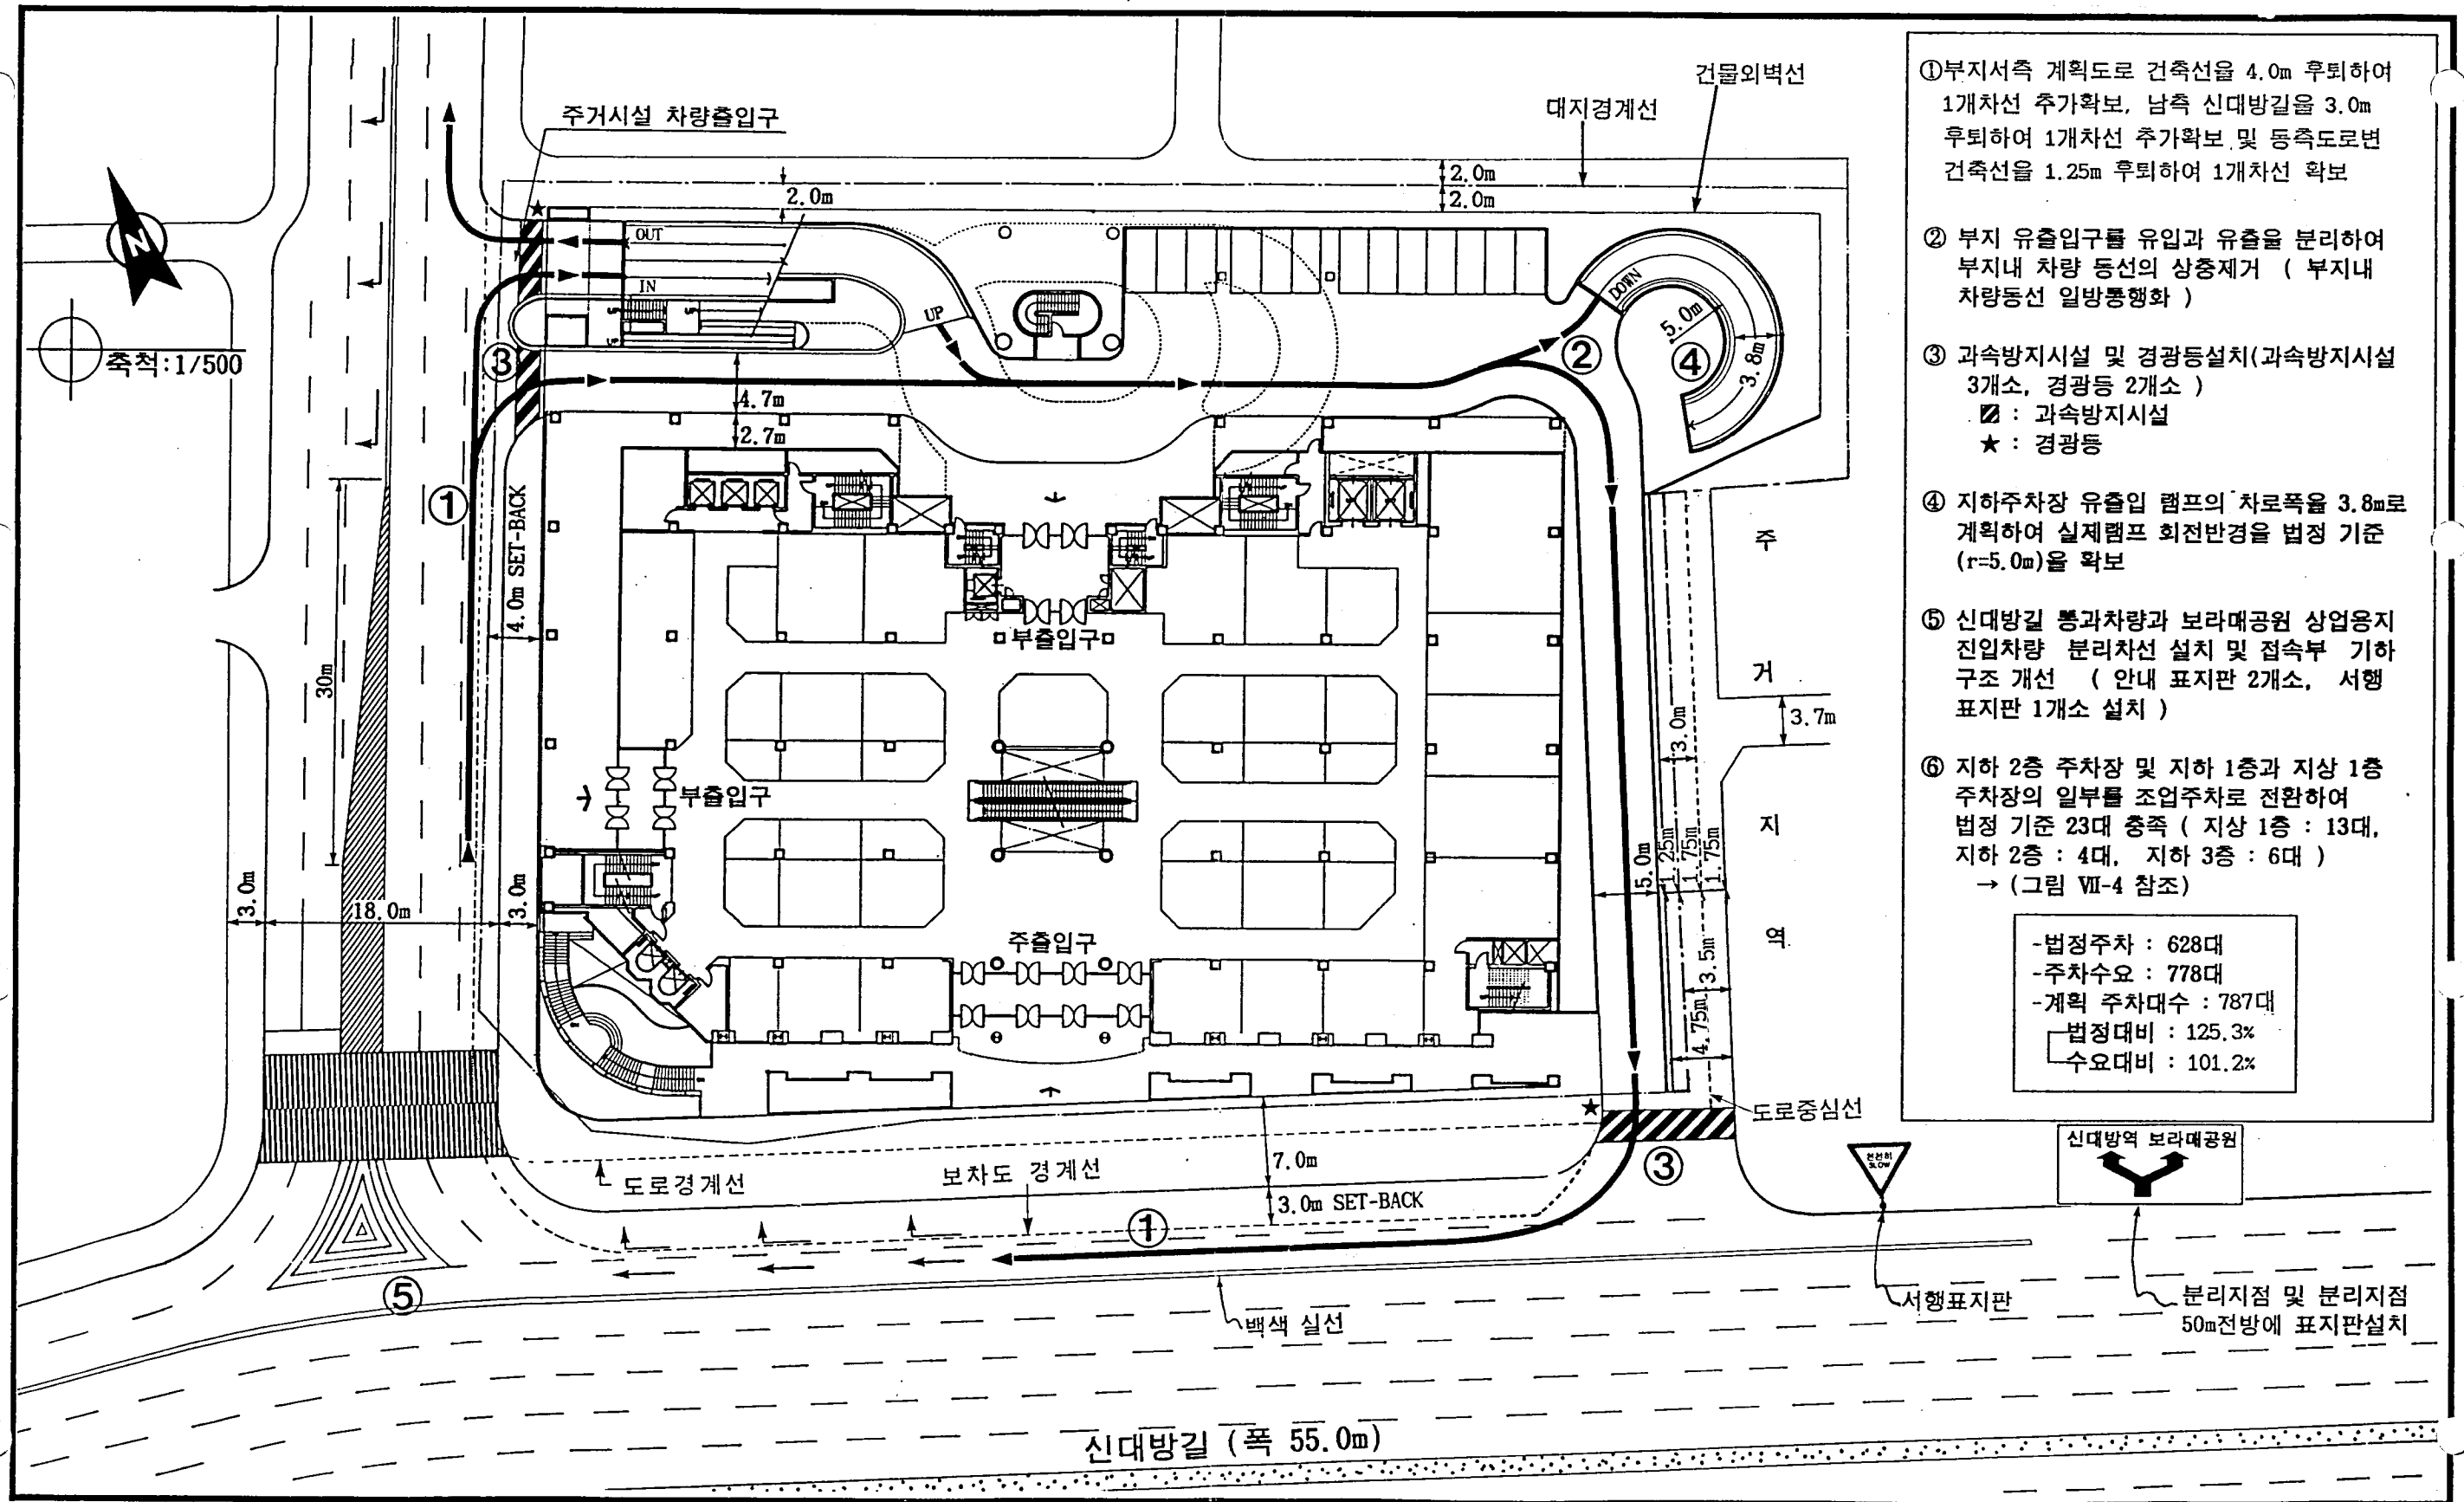 건물외벽선
대지경계선
주거시설 차량출입구
2.0m
2.0m
2.0m
OUT
IN
UP
DOWN
5.0m
3.8m
N
축척:1/500
③
②
④
4.7m
2.7m
①
4.0m SET-BACK
30m
부출입구
부출입구
주출입구
주
거
지
역
3.0m
3.7m
5.0m
1.25m
1.75m
1.75m
3.5m
4.75m
3.0m
18.0m
3.0m
도로중심선
도로경계선
보차도 경계선
7.0m
3.0m SET-BACK
①
③
⑤
백색 실선
천천히
SLOW
서행표지판
신대방역 보라매공원
분리지점 및 분리지점
50m전방에 표지판설치
신대방길 (폭 55.0m)
①부지서측 계획도로 건축선을 4.0m 후퇴하여
1개차선 추가확보, 남측 신대방길을 3.0m
후퇴하여 1개차선 추가확보 및 동측도로변
건축선을 1.25m 후퇴하여 1개차선 확보
② 부지 유출입구를 유입과 유출을 분리하여
부지내 차량 동선의 상충제거 ( 부지내
차량동선 일방통행화 )
③ 과속방지시설 및 경광등설치(과속방지시설
3개소, 경광등 2개소 )
▨ : 과속방지시설
★ : 경광등
④ 지하주차장 유출입 램프의 차로폭을 3.8m로
계획하여 실제램프 회전반경을 법정 기준
(r=5.0m)을 확보
⑤ 신대방길 통과차량과 보라매공원 상업용지
진입차량 분리차선 설치 및 접속부 기하
구조 개선 ( 안내 표지판 2개소, 서행
표지판 1개소 설치 )
⑥ 지하 2층 주차장 및 지하 1층과 지상 1층
주차장의 일부를 조업주차로 전환하여
법정 기준 23대 충족 ( 지상 1층 : 13대,
지하 2층 : 4대, 지하 3층 : 6대 )
→ (그림 Ⅶ-4 참조)
-법정주차 : 628대
-주차수요 : 778대
-계획 주차대수 : 787대
법정대비 : 125.3%
수요대비 : 101.2%